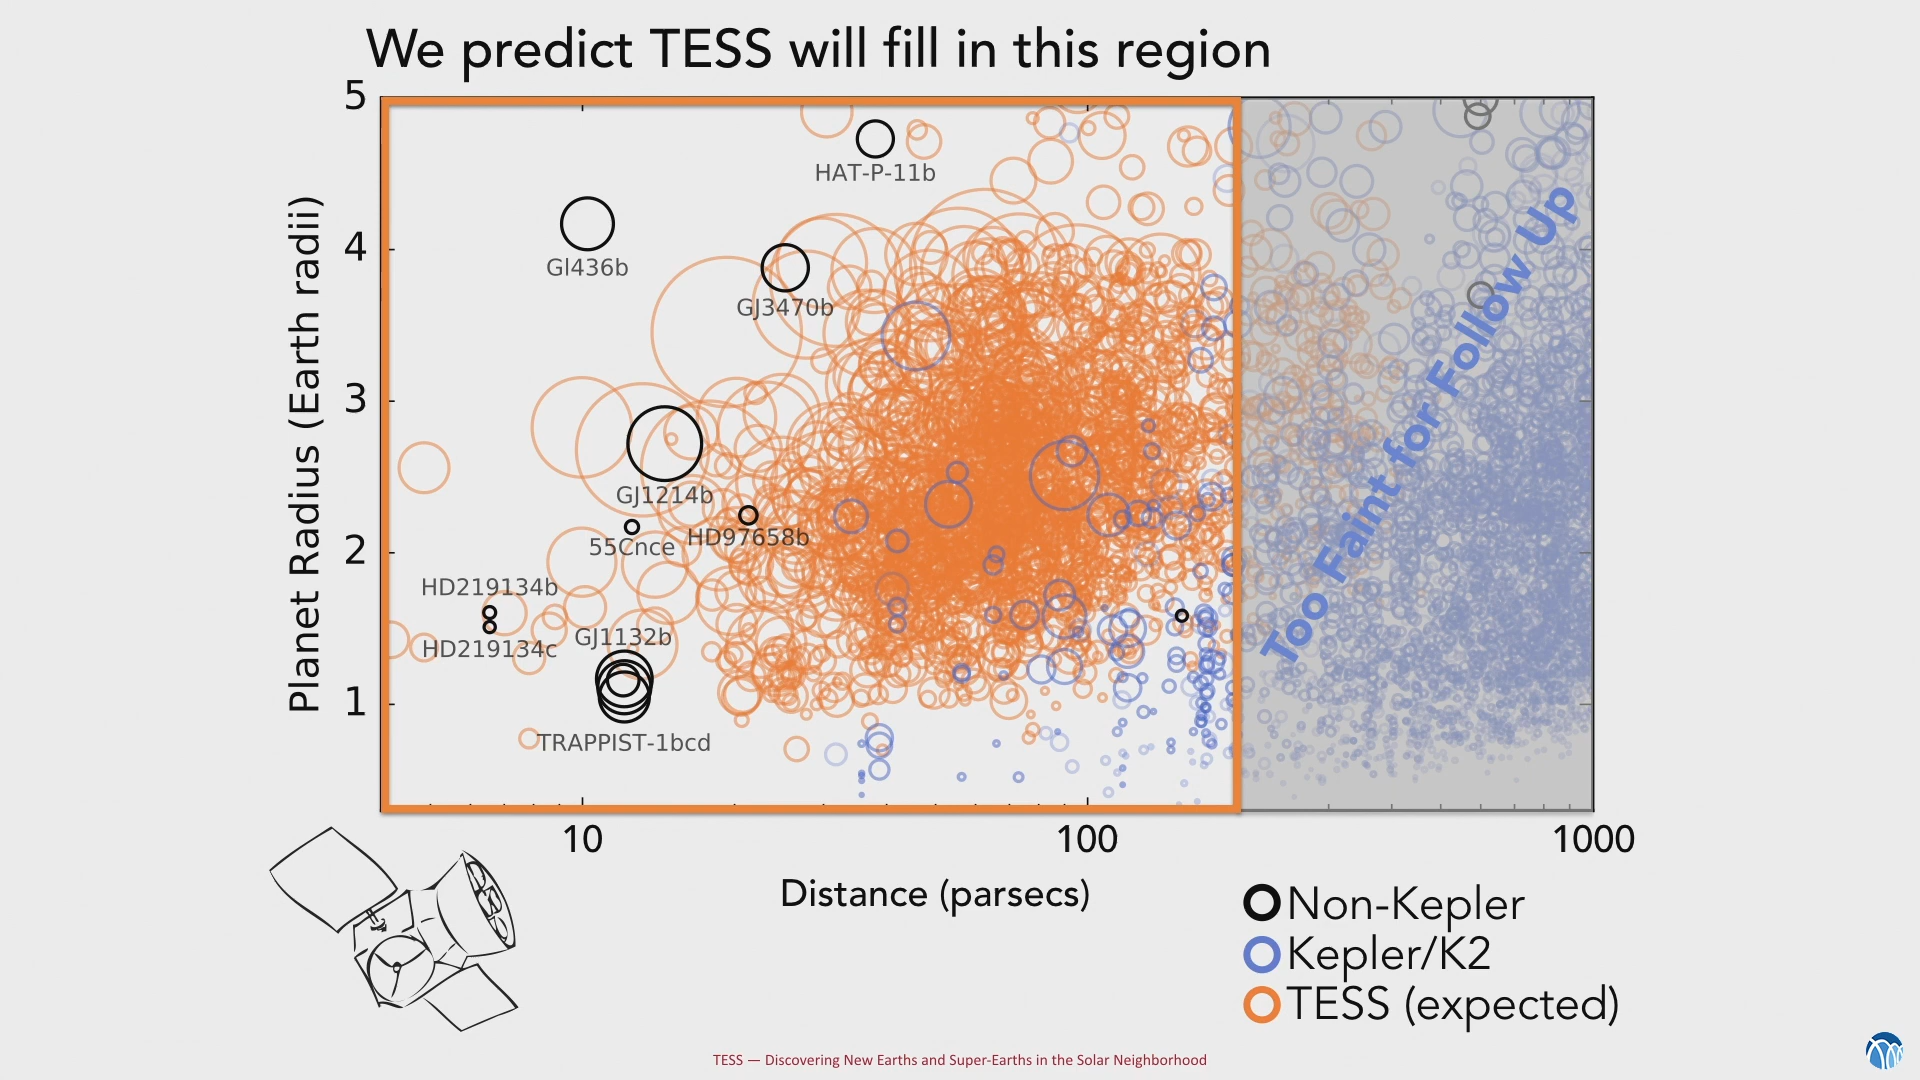 We predict TESS will fill in this region
5
4
3
2
1
Planet Radius (Earth radii)
HAT-P-11b
Gl436b
GJ3470b
GJ1214b
HD97658b
55Cnce
HD219134b
HD219134c
GJ1132b
TRAPPIST-1bcd
Too Faint for Follow Up
10
100
1000
Distance (parsecs)
Non-Kepler
Kepler/K2
TESS (expected)
TESS — Discovering New Earths and Super-Earths in the Solar Neighborhood